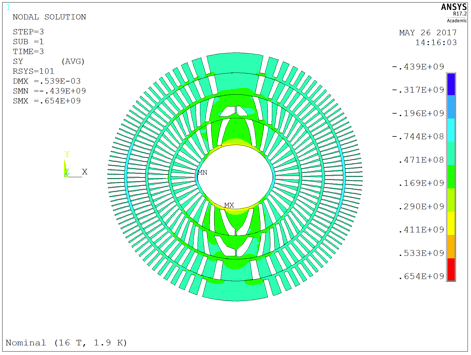 1
NODAL SOLUTION
STEP=3
SUB =1
TIME=3
SY (AVG)
RSYS=101
DMX =.539E-03
SMN =-.439E+09
SMX =.654E+09
ANSYS
R17.2
Academic
MAY 26 2017
14:16:03
-.439E+09
-.317E+09
-.196E+09
-.744E+08
.471E+08
.169E+09
.290E+09
.411E+09
.533E+09
.654E+09
Y
Z X
MN
MX
Nominal (16 T, 1.9 K)